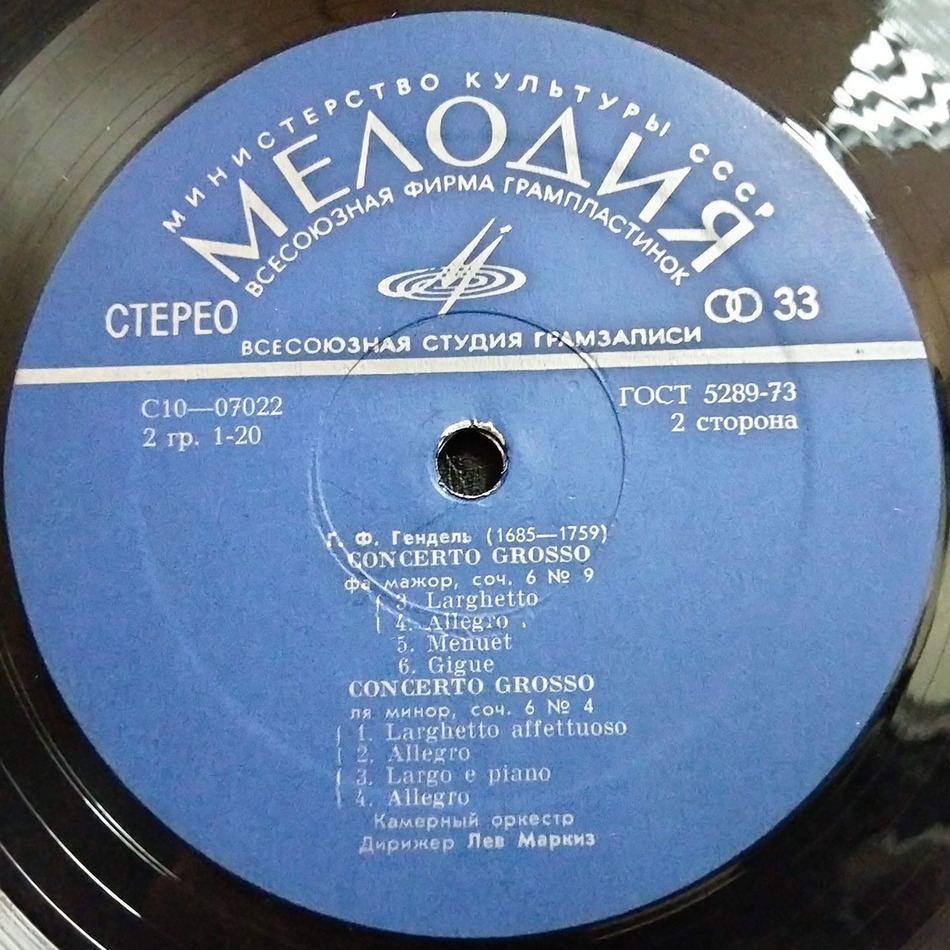 МИНИСТЕРСТВО КУЛЬТУРЫ СССР
МЕЛОДИЯ
ВСЕСОЮЗНАЯ ФИРМА ГРАМПЛАСТИНОК
СТЕРЕО
33
ВСЕСОЮЗНАЯ СТУДИЯ ГРАМЗАПИСИ
С10—07022
ГОСТ 5289-73
2 гр. 1-20
2 сторона
Г. Ф. Гендель (1685—1759)
CONCERTO GROSSO
фа мажор, соч. 6 № 9
3. Larghetto
4. Allegro
5. Menuet
6. Gigue
CONCERTO GROSSO
ля минор, соч. 6 № 4
1. Larghetto affettuoso
2. Allegro
3. Largo e piano
4. Allegro
Камерный оркестр
Дирижер Лев Маркиз